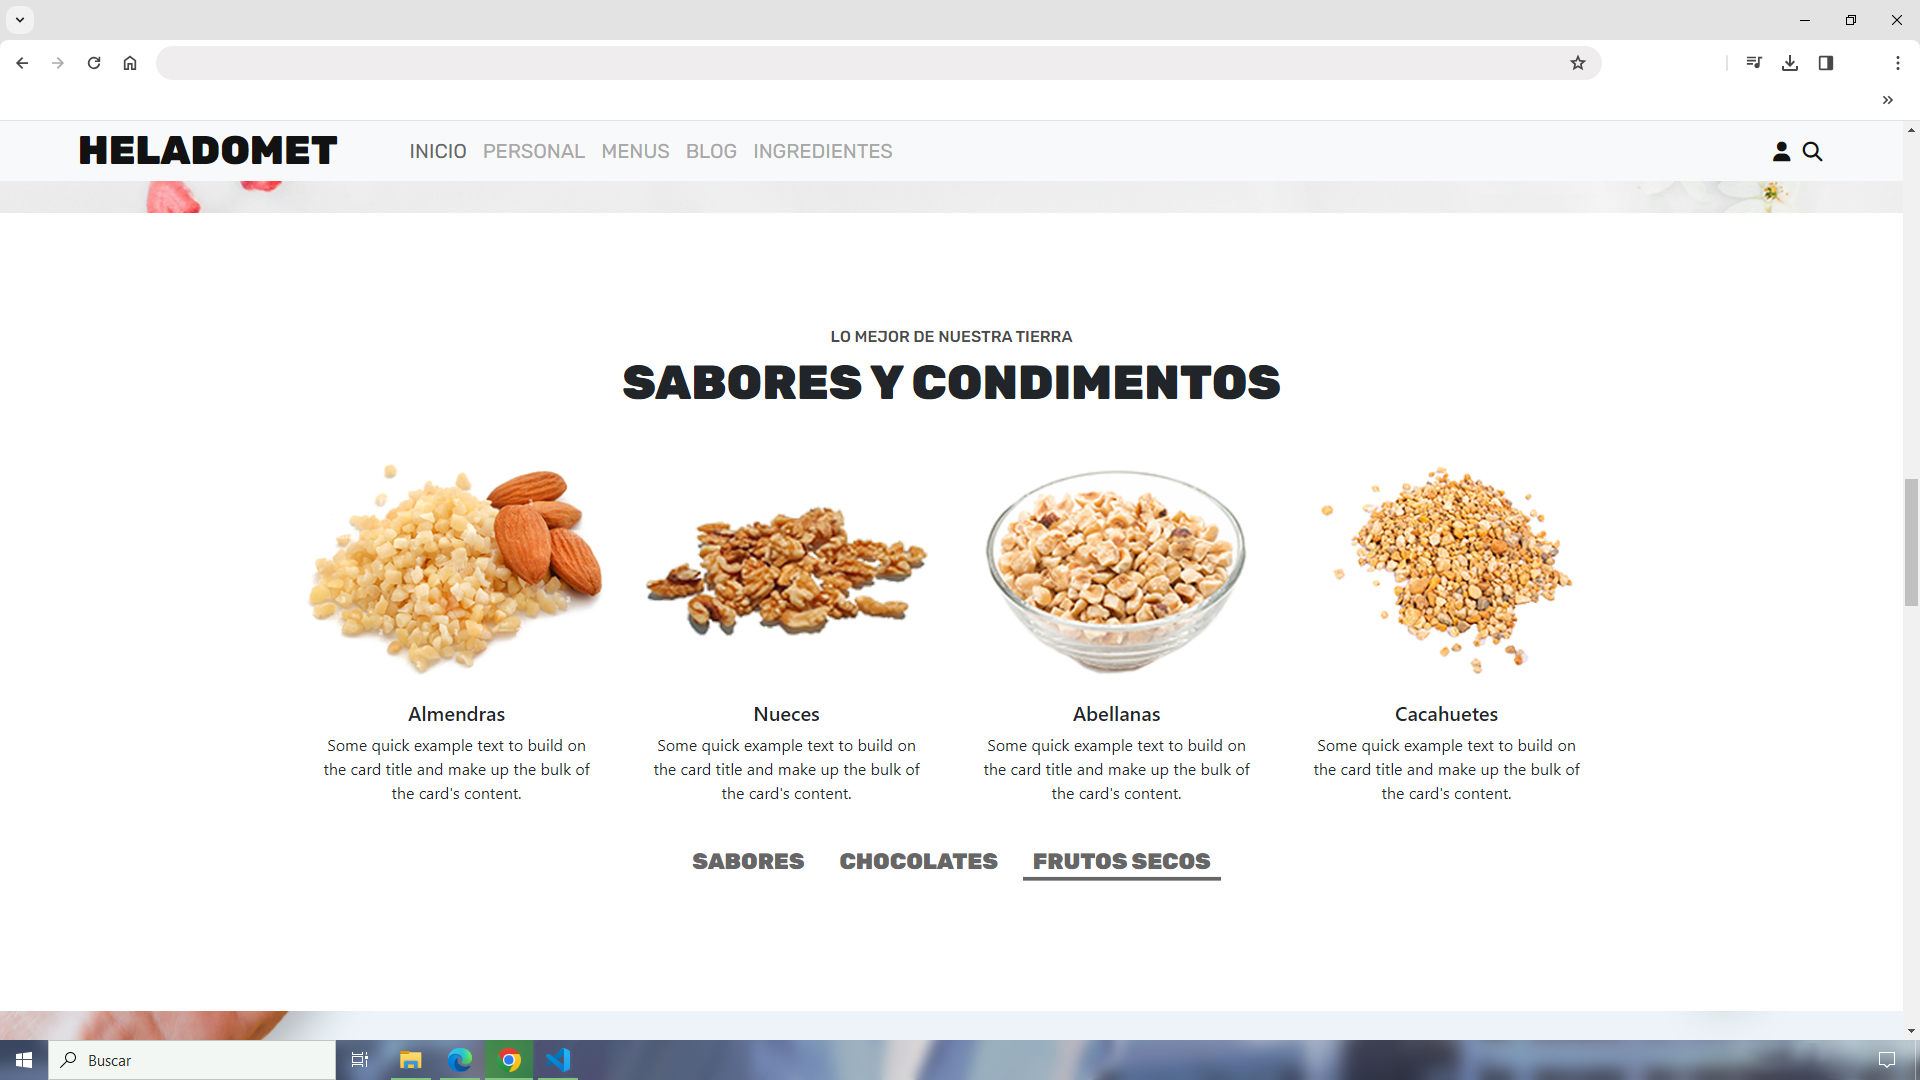 HELADOMET
INICIO PERSONAL MENUS BLOG INGREDIENTES
LO MEJOR DE NUESTRA TIERRA
SABORES Y CONDIMENTOS
Almendras
Some quick example text to build on
the card title and make up the bulk of
the card's content.
Nueces
Some quick example text to build on
the card title and make up the bulk of
the card's content.
Abellanas
Some quick example text to build on
the card title and make up the bulk of
the card's content.
Cacahuetes
Some quick example text to build on
the card title and make up the bulk of
the card's content.
SABORES CHOCOLATES FRUTOS SECOS
Buscar